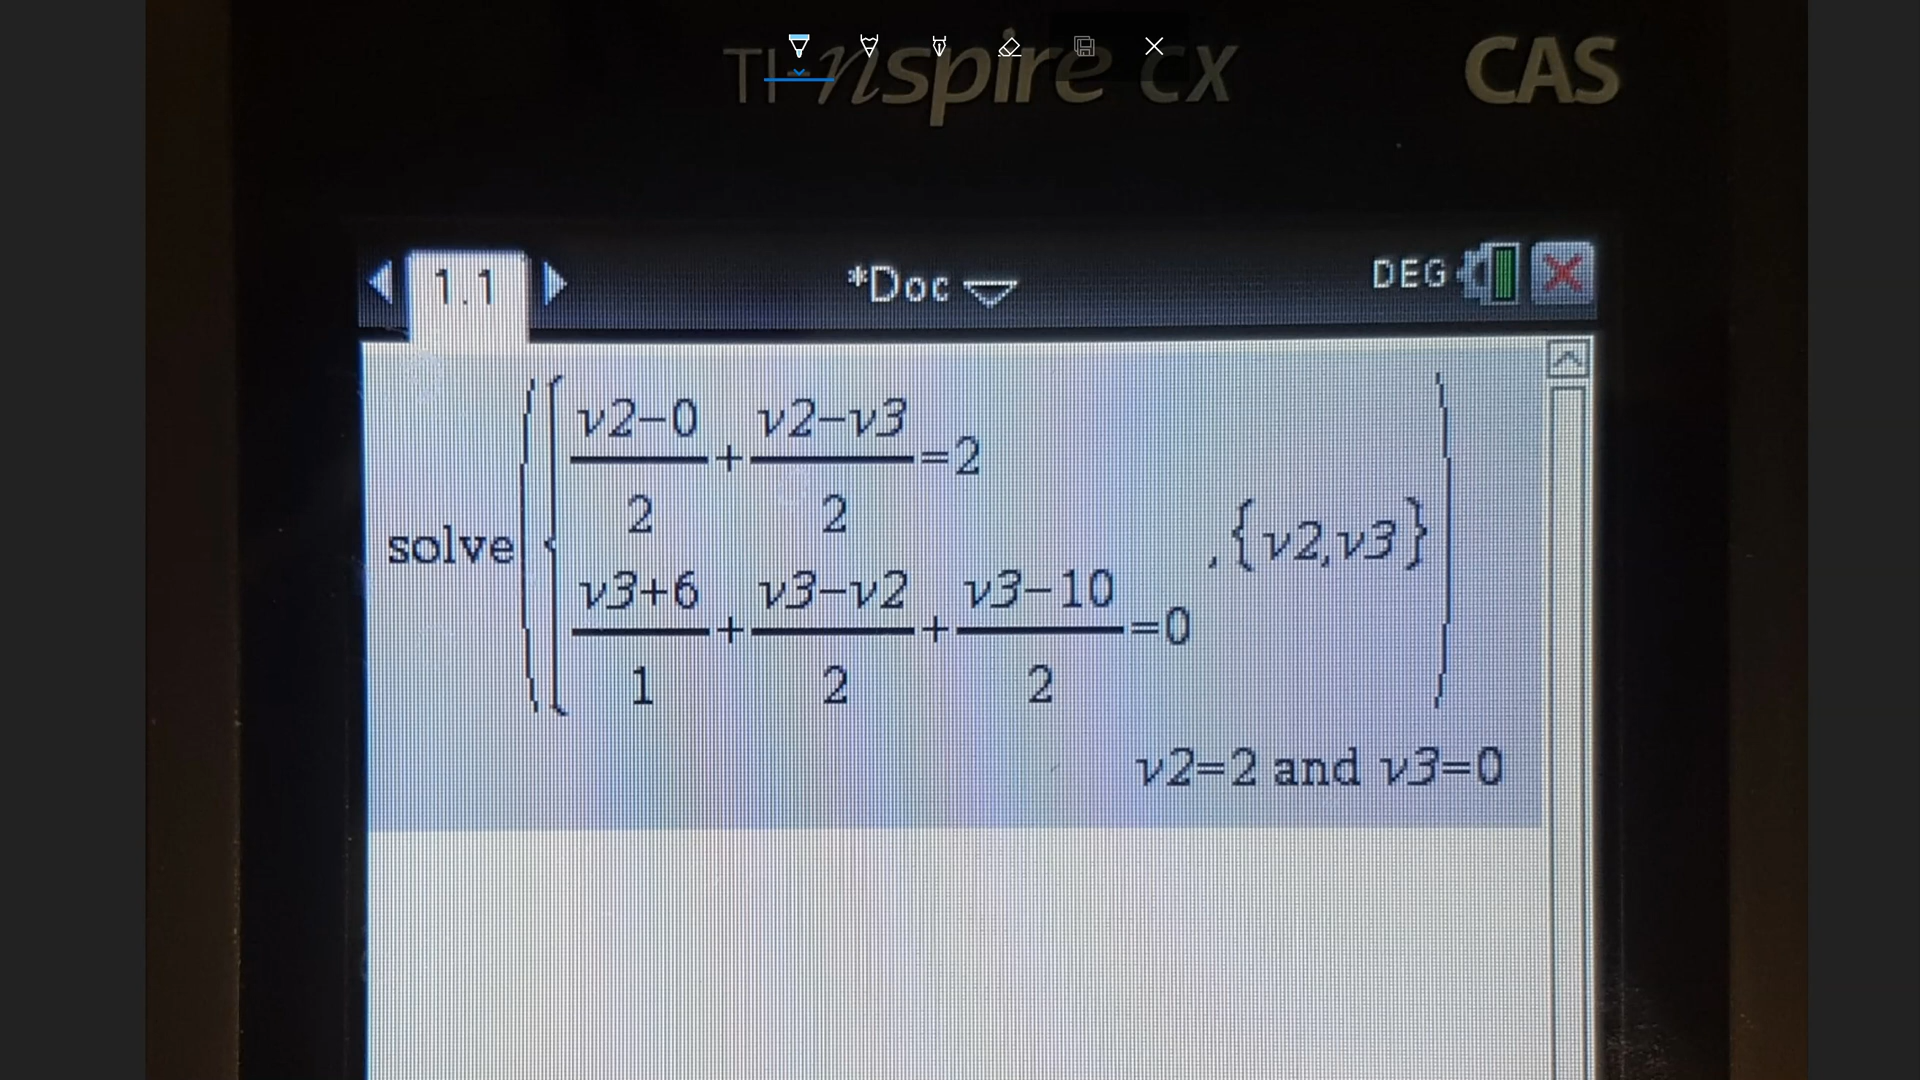 TI-nspire CX CAS
1.1 *Doc DEG
solve({(v2-0)/2+(v2-v3)/2=2
(v3+6)/1+(v3-v2)/2+(v3-10)/2=0 ,{v2,v3})
v2=2 and v3=0